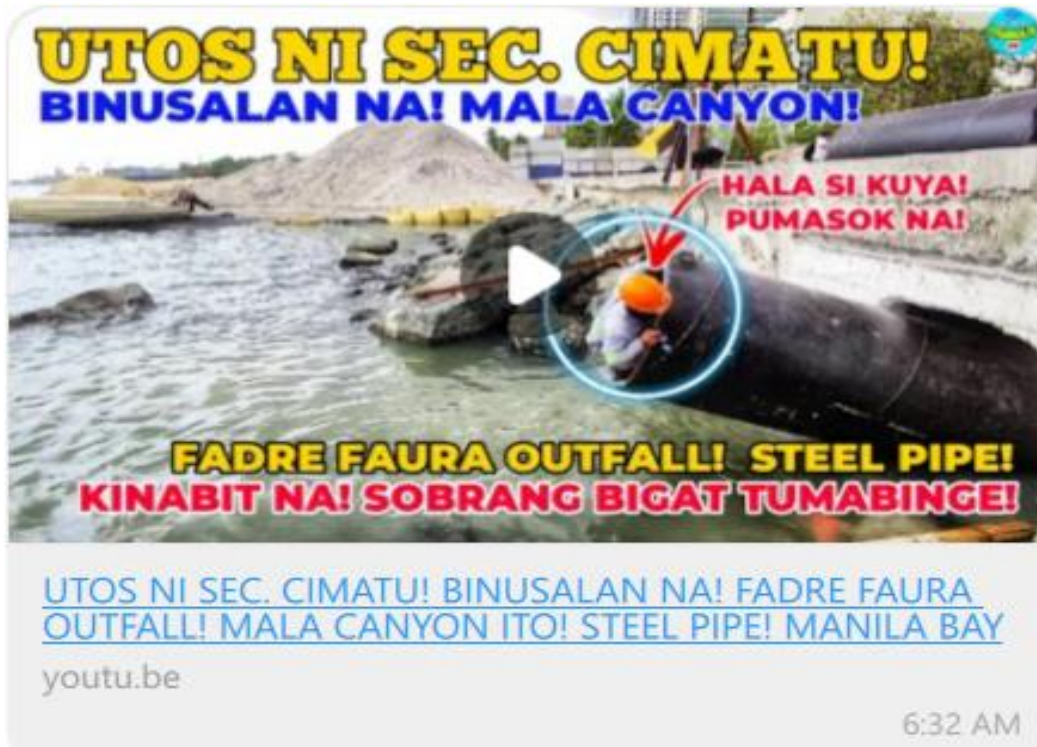 UTOS NI SEC. CIMATU!
BINUSALAN NA! MALA CANYON!
HALA SI KUYA!
PUMASOK NA!
FADRE FAURA OUTFALL! STEEL PIPE!
KINABIT NA! SOBRANG BIGAT TUMABINGE!
UTOS NI SEC. CIMATU! BINUSALAN NA! FADRE FAURA
OUTFALL! MALA CANYON ITO! STEEL PIPE! MANILA BAY
youtu.be
6:32 AM